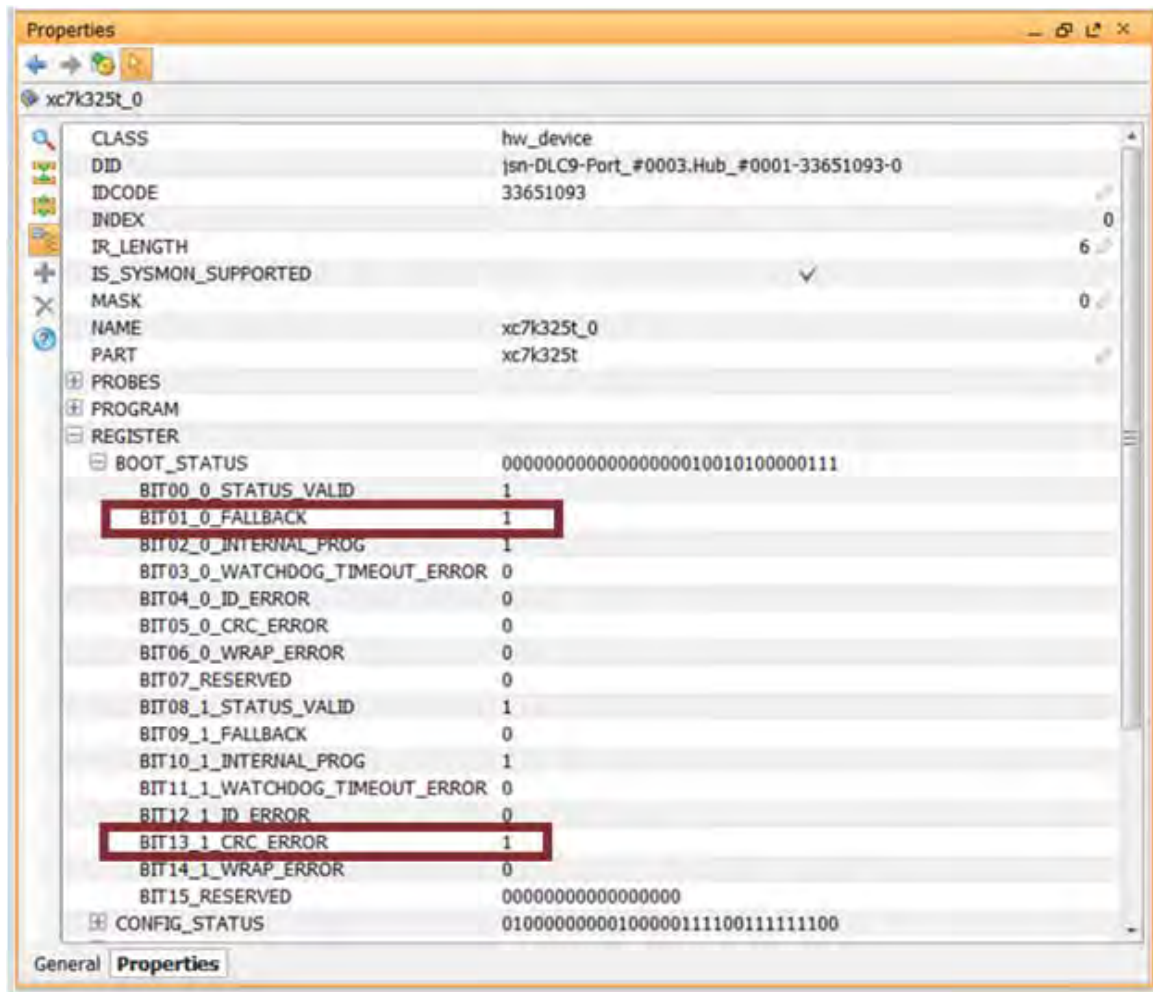 Properties
xc7k325t_0
CLASS hw_device
DID jsn-DLC9-Port_#0003.Hub_#0001-33651093-0
IDCODE 33651093
INDEX 0
IR_LENGTH 6
IS_SYSMON_SUPPORTED
MASK 0
NAME xc7k325t_0
PART xc7k325t
PROBES
PROGRAM
REGISTER
BOOT_STATUS 00000000000000000010010100000111
BIT00_0_STATUS_VALID 1
BIT01_0_FALLBACK 1
BIT02_0_INTERNAL_PROG 1
BIT03_0_WATCHDOG_TIMEOUT_ERROR 0
BIT04_0_ID_ERROR 0
BIT05_0_CRC_ERROR 0
BIT06_0_WRAP_ERROR 0
BIT07_RESERVED 0
BIT08_1_STATUS_VALID 1
BIT09_1_FALLBACK 0
BIT10_1_INTERNAL_PROG 1
BIT11_1_WATCHDOG_TIMEOUT_ERROR 0
BIT12_1_ID_ERROR 0
BIT13_1_CRC_ERROR 1
BIT14_1_WRAP_ERROR 0
BIT15_RESERVED 00000000000000000
CONFIG_STATUS 01000000000100000111100111111100
General Properties